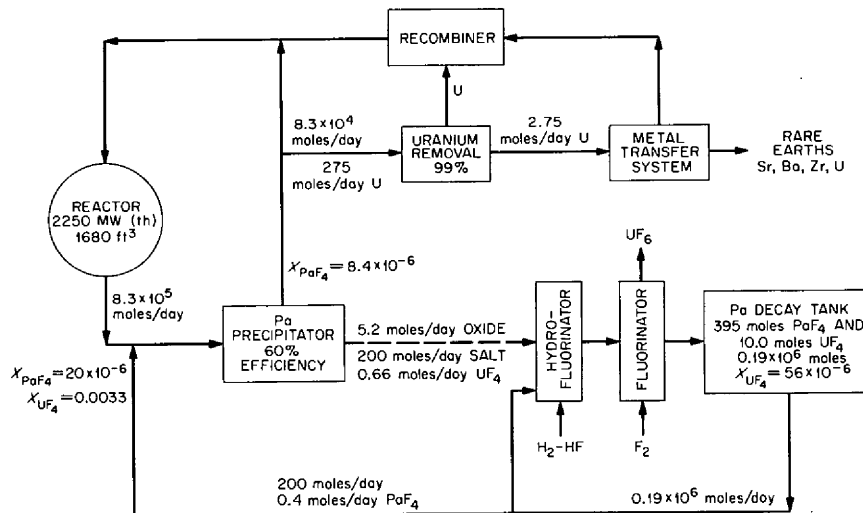 RECOMBINER
U
8.3×10⁴
moles/day
275
moles/day U
URANIUM
REMOVAL
99%
2.75
moles/day U
METAL
TRANSFER
SYSTEM
RARE
EARTHS
Sr, Ba, Zr, U
REACTOR
2250 MW (th)
1680 ft³
8.3×10⁵
moles/day
X_PaF₄=8.4×10⁻⁶
UF₆
Pa
PRECIPITATOR
60%
EFFICIENCY
5.2 moles/day OXIDE
200 moles/day SALT
0.66 moles/day UF₄
HYDRO-
FLUORINATOR
FLUORINATOR
Pa DECAY TANK
395 moles PaF₄ AND
10.0 moles UF₄
0.19×10⁶ moles
X_UF₄=56×10⁻⁶
X_PaF₄=20×10⁻⁶
X_UF₄=0.0033
H₂-HF
F₂
200 moles/day
0.4 moles/day PaF₄
0.19×10⁶ moles/day